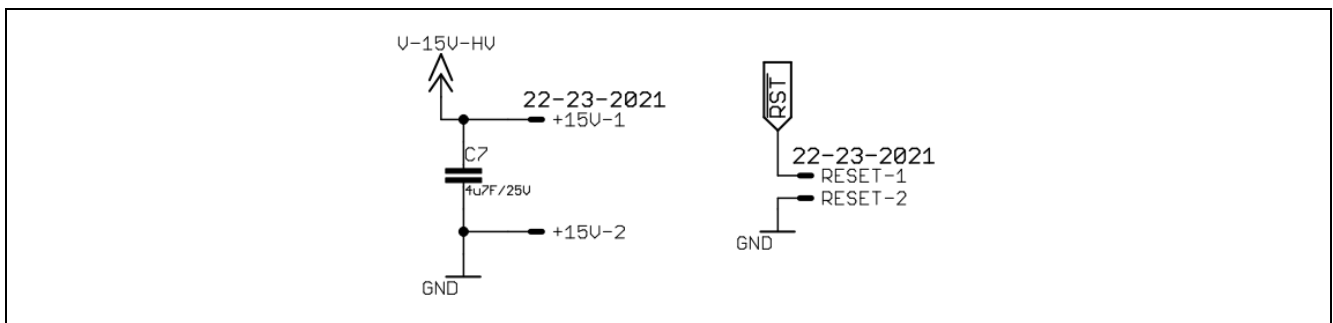 V-15V-HV
22-23-2021
+15V-1
C7
4u7F/25V
+15V-2
GND
RST
22-23-2021
RESET-1
RESET-2
GND